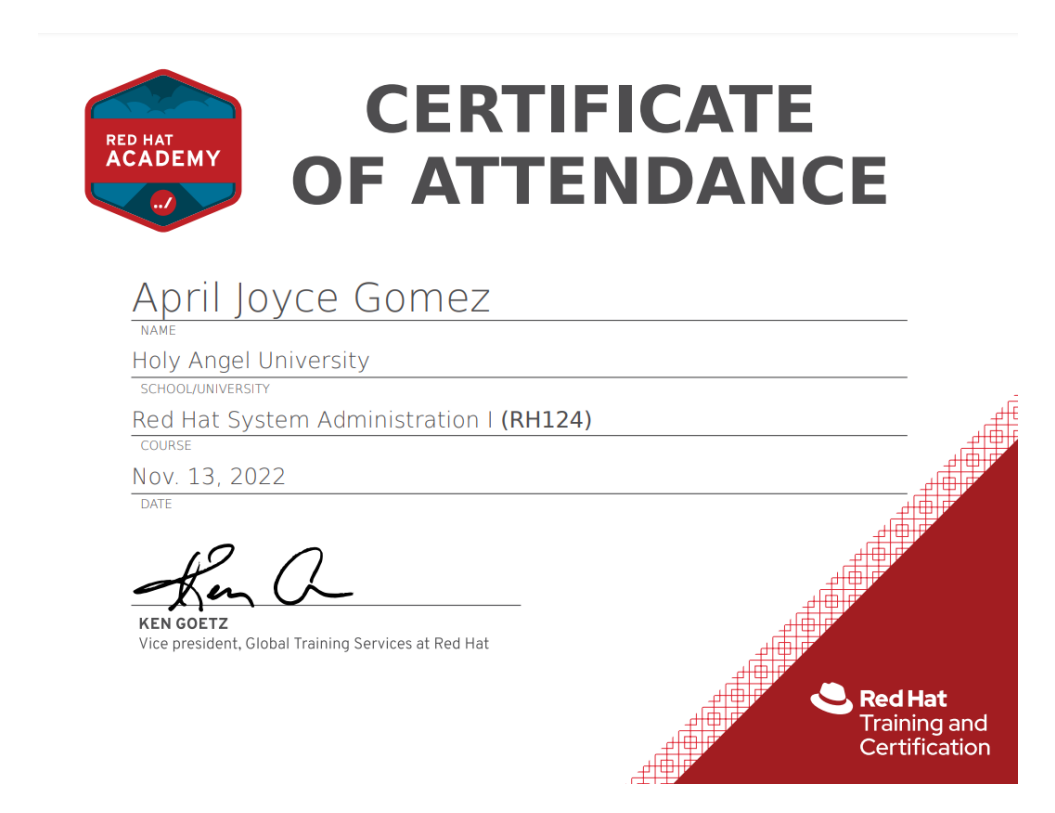 RED HAT
ACADEMY
../
CERTIFICATE
OF ATTENDANCE
April Joyce Gomez
NAME
Holy Angel University
SCHOOL/UNIVERSITY
Red Hat System Administration I (RH124)
COURSE
Nov. 13, 2022
DATE
KEN GOETZ
Vice president, Global Training Services at Red Hat
Red Hat
Training and
Certification